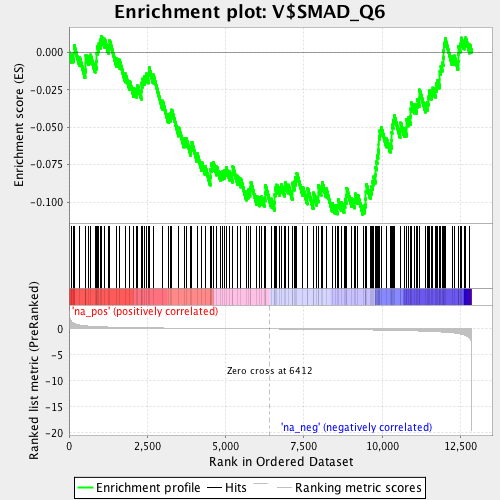 Enrichment plot: V$SMAD_Q6
Enrichment score (ES)
0.000
-0.025
-0.050
-0.075
-0.100
'na_pos' (positively correlated)
Ranked list metric (PreRanked)
0
-5
-10
-15
-20
Zero cross at 6412
'na_neg' (negatively correlated)
0
2,500
5,000
7,500
10,000
12,500
Rank in Ordered Dataset
Enrichment profile
Hits
Ranking metric scores